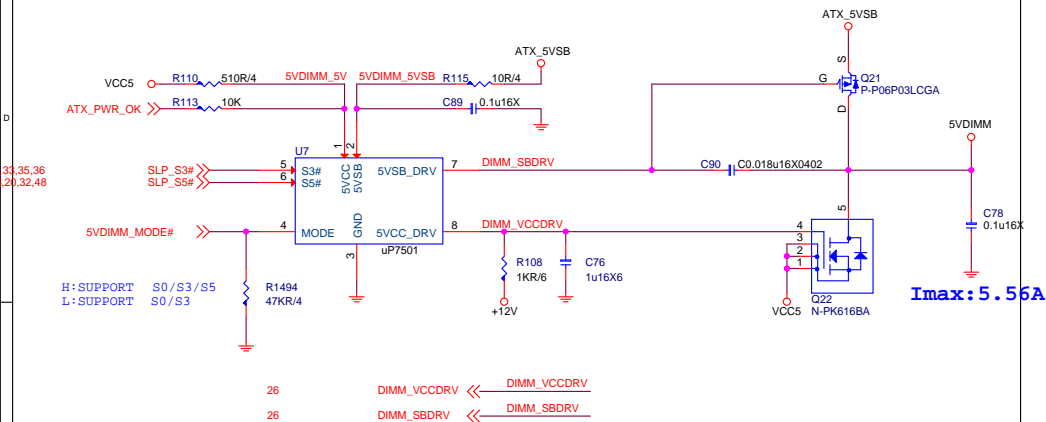 ATX_5VSB
ATX_5VSB
VCC5 R110 510R/4 5VDIMM_5V 5VDIMM_5VSB R115 10R/4
S
G Q21
P-P06P03LCGA
D
ATX_PWR_OK R113 10K C89 0.1u16X
D
5VDIMM
U7
1 2
33,35,36 SLP_S3# 5 S3# 5VCC 5VSB 5VSB_DRV 7 DIMM_SBDRV C90 C0.018u16X0402
,20,32,48 SLP_S5# 6 S5#
5
C78
0.1u16X
5VDIMM_MODE# 4 MODE GND 5VCC_DRV 8 DIMM_VCCDRV 4
3
2
1
uP7501
3
R108
1KR/6
C76
1u16X6
H:SUPPORT S0/S3/S5
L:SUPPORT S0/S3
R1494
47KR/4
+12V
VCC5
Q22
N-PK616BA
Imax:5.56A
26 DIMM_VCCDRV DIMM_VCCDRV
26 DIMM_SBDRV DIMM_SBDRV